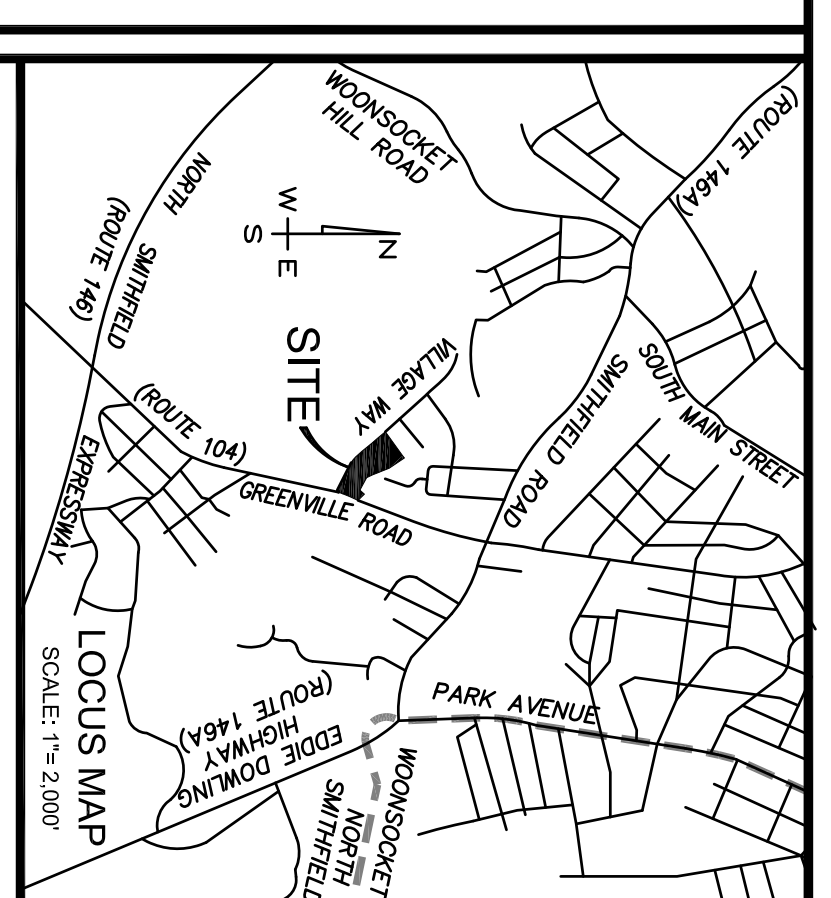 WOONSOCKET
HILL ROAD
(ROUTE 146A)
NORTH
SMITHFIELD
(ROUTE 146)
EXPRESSWAY
W
S
N
E
SITE
VILLAGE WAY
SOUTH MAIN STREET
SMITHFIELD ROAD
(ROUTE 104)
GREENVILLE ROAD
PARK AVENUE
EDDIE DOWLING
HIGHWAY
(ROUTE 146A)
WOONSOCKET
NORTH
SMITHFIELD
LOCUS MAP
SCALE: 1"= 2,000'